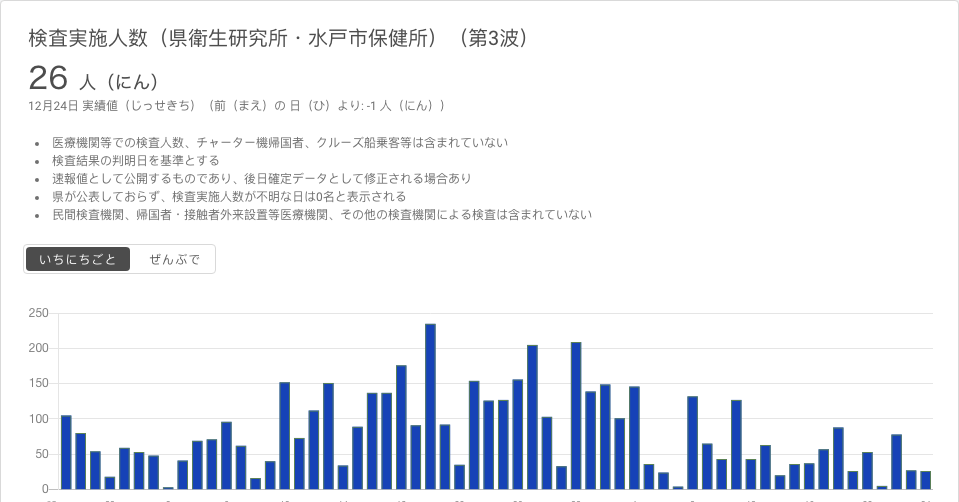 検査実施人数（県衛生研究所・水戸市保健所）（第3波）
26 人（にん）
12月24日 実績値（じっせきち）（前（まえ）の 日（ひ）より: -1 人（にん））
医療機関等での検査人数、チャーター機帰国者、クルーズ船乗客等は含まれていない
検査結果の判明日を基準とする
速報値として公開するものであり、後日確定データとして修正される場合あり
県が公表しておらず、検査実施人数が不明な日は0名と表示される
民間検査機関、帰国者・接触者外来設置等医療機関、その他の検査機関による検査は含まれていない
いちにちごと ぜんぶで
250
200
150
100
50
0